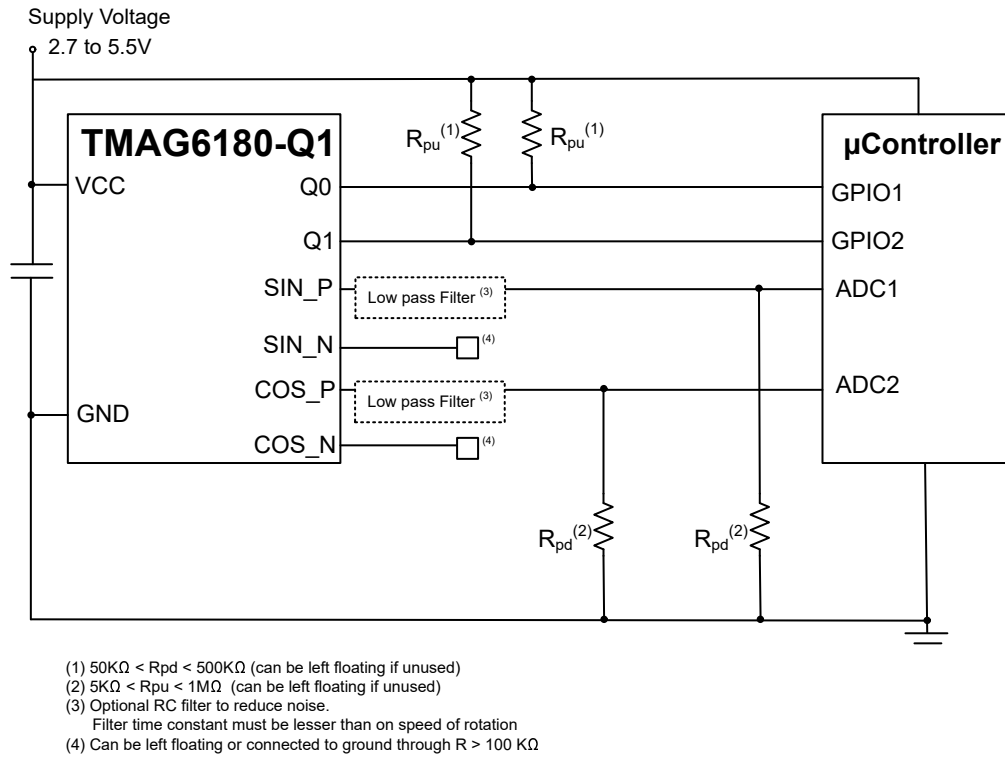 Supply Voltage
2.7 to 5.5V
TMAG6180-Q1
µController
Rpu(1)
Rpu(1)
VCC
Q0
GPIO1
Q1
GPIO2
SIN_P
Low pass Filter (3)
ADC1
SIN_N
(4)
COS_P
Low pass Filter (3)
ADC2
GND
COS_N
(4)
Rpd(2)
Rpd(2)
(1) 50KΩ < Rpd < 500KΩ (can be left floating if unused)
(2) 5KΩ < Rpu < 1MΩ (can be left floating if unused)
(3) Optional RC filter to reduce noise.
Filter time constant must be lesser than on speed of rotation
(4) Can be left floating or connected to ground through R > 100 KΩ